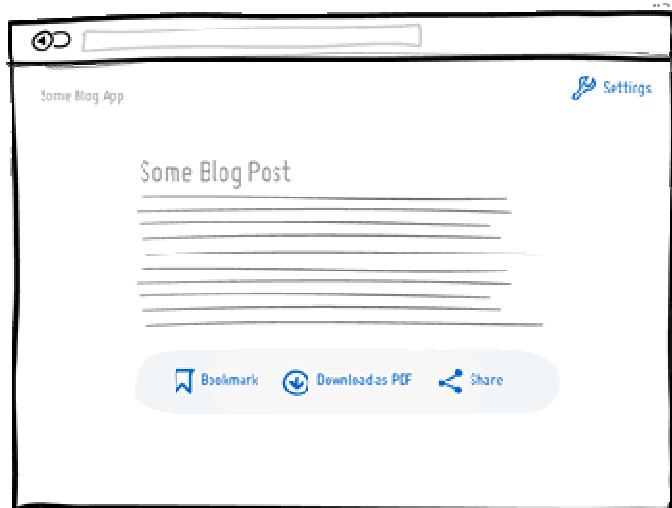 Some Blog App
Settings
Some Blog Post
Bookmark
Download as PDF
Share